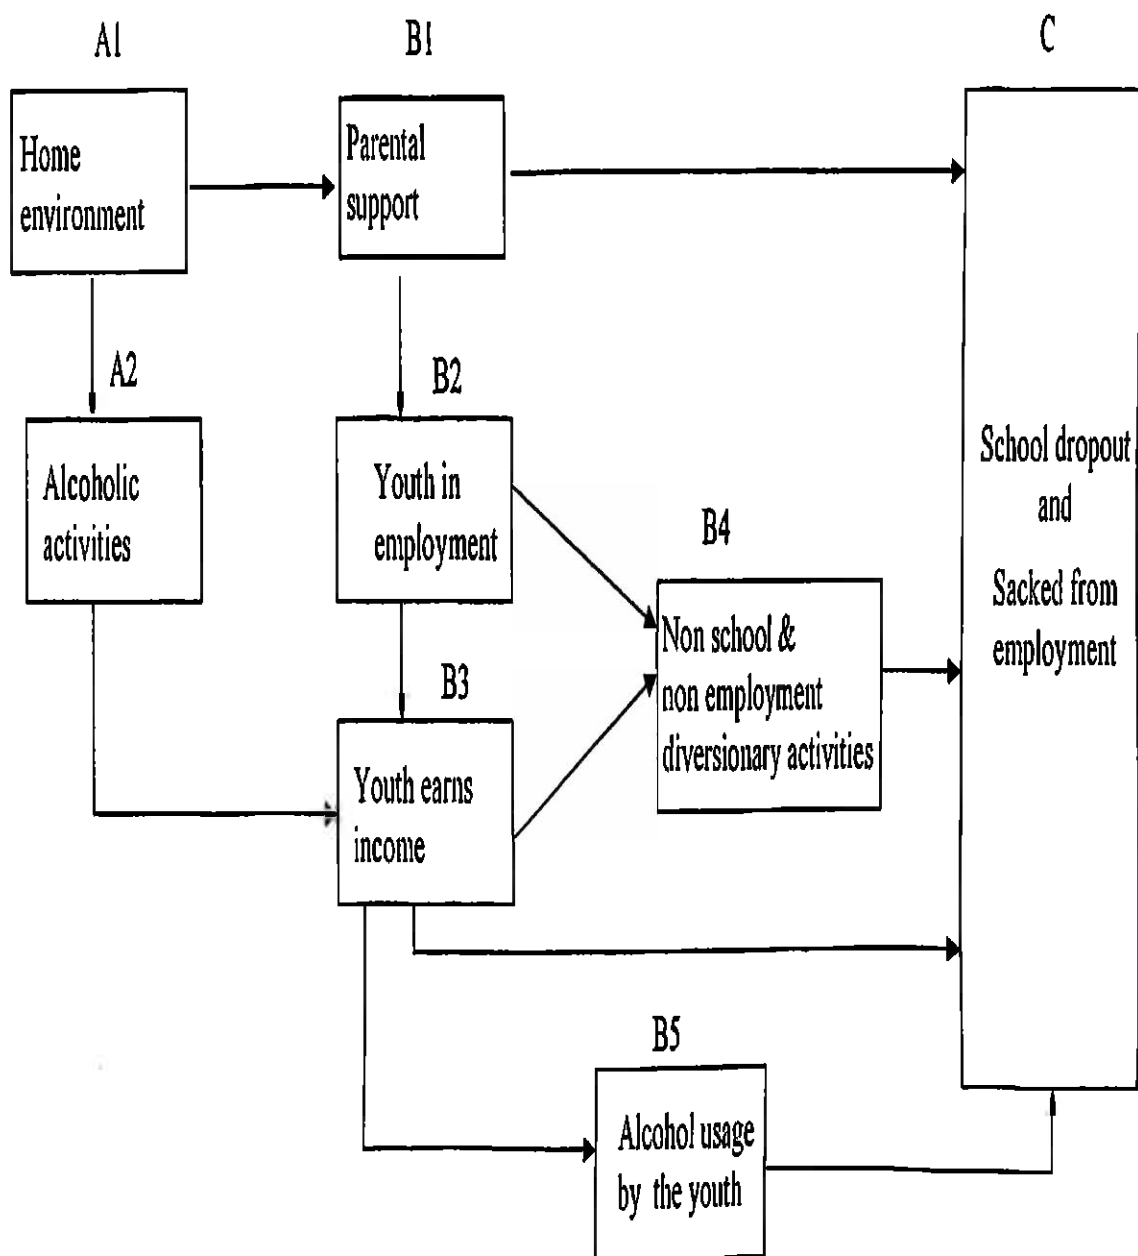 A1
B1
C
Home
environment
Parental
support
A2
B2
Alcoholic
activities
Youth in
employment
B4
Non school &
non employment
diversionary activities
B3
Youth earns
income
School dropout
and
Sacked from
employment
B5
Alcohol usage
by the youth